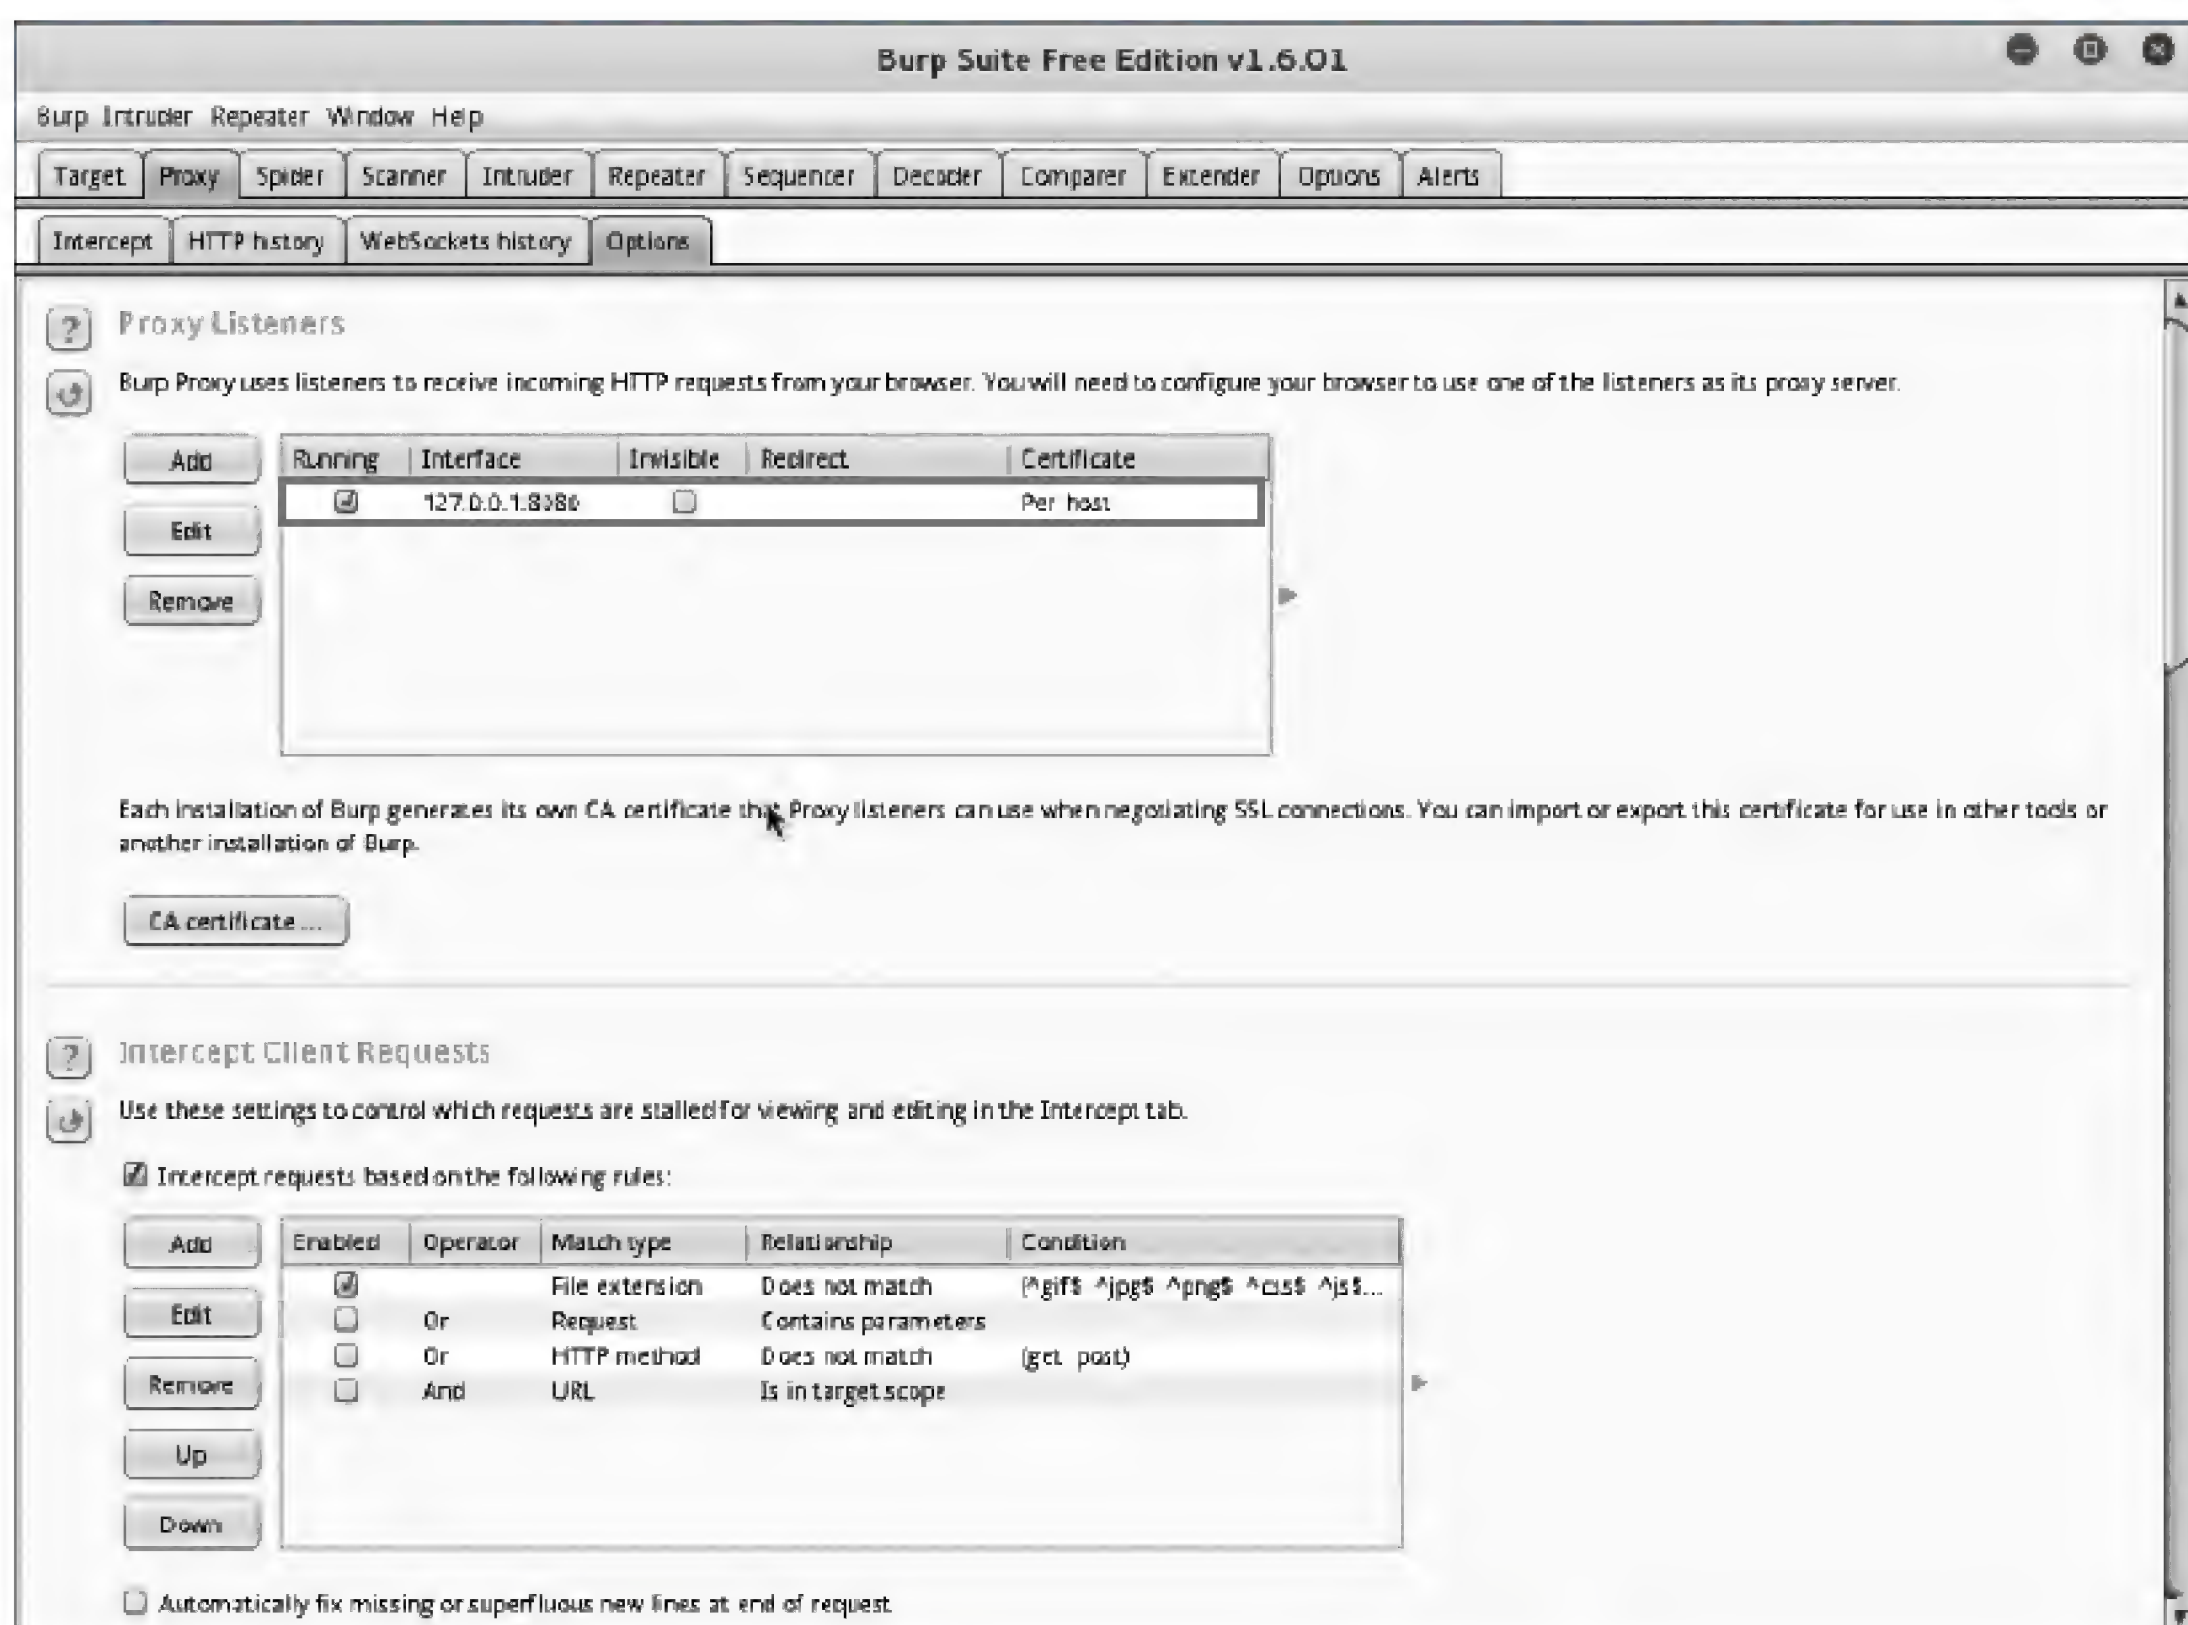 Burp Suite Free Edition v1.6.01
Burp Intruder Repeater Window Help
Target Proxy Spider Scanner Intruder Repeater Sequencer Decoder Comparer Extender Options Alerts
Intercept HTTP history WebSockets history Options
? Proxy Listeners
Burp Proxy uses listeners to receive incoming HTTP requests from your browser. You will need to configure your browser to use one of the listeners as its proxy server.
Add Running Interface Invisible Redirect Certificate
127.0.0.1:8080 Per-host
Edit
Remove
Each installation of Burp generates its own CA certificate that Proxy listeners can use when negotiating SSL connections. You can import or export this certificate for use in other tools or
another installation of Burp.
CA certificate ...
? Intercept Client Requests
Use these settings to control which requests are stalled for viewing and editing in the Intercept tab.
Intercept requests based on the following rules:
Add Enabled Operator Match type Relationship Condition
File extension Does not match (^gif$|^jpg$|^png$|^css$|^js$...
Edit Or Request Contains parameters
Or HTTP method Does not match (get|post)
Remove And URL Is in target scope
Up
Down
Automatically fix missing or superfluous new lines at end of request